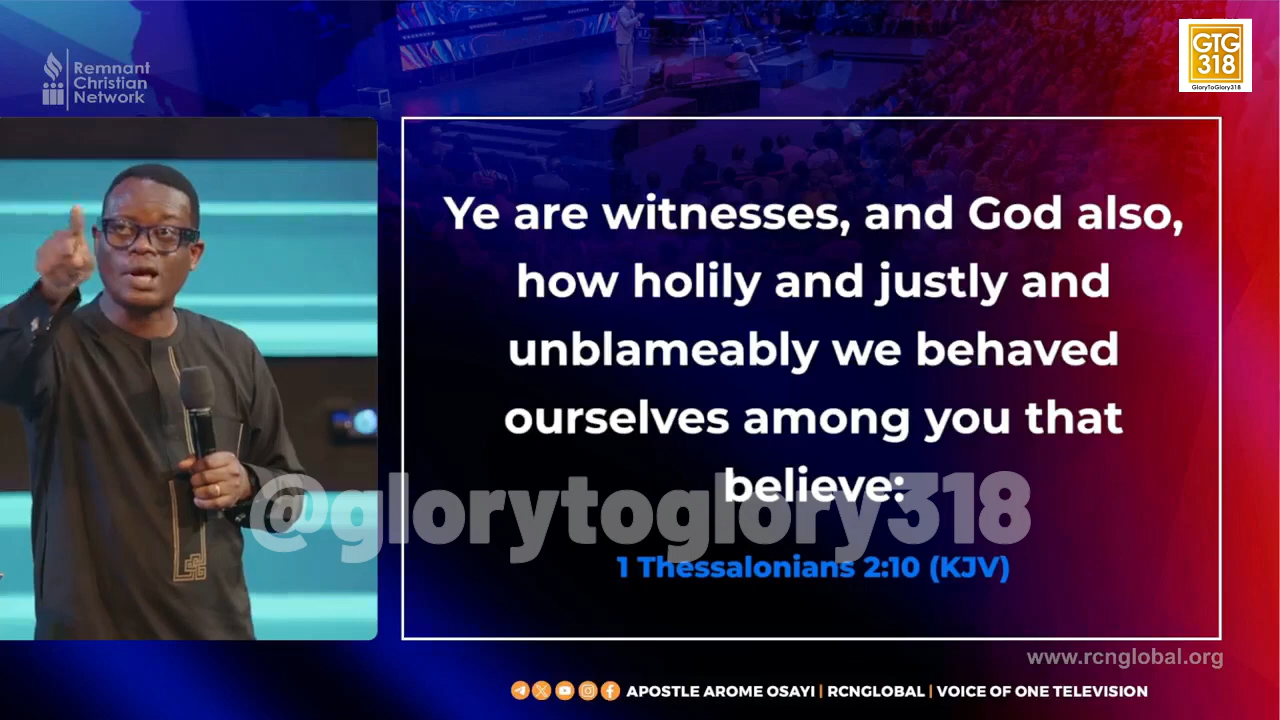 Remnant
Christian
Network
GTG
318
GloryToGlory318
Ye are witnesses, and God also,
how holily and justly and
unblameably we behaved
ourselves among you that
believe:
@glorytoglory318
1 Thessalonians 2:10 (KJV)
www.rcnglobal.org
APOSTLE AROME OSAYI | RCNGLOBAL | VOICE OF ONE TELEVISION